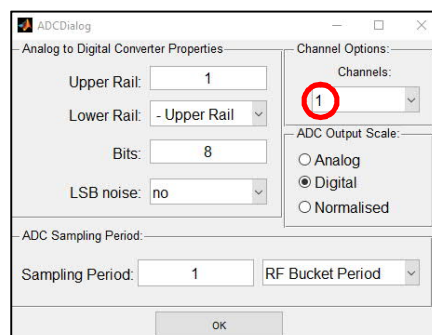 ADCDialog
Analog to Digital Converter Properties
Upper Rail: 1
Lower Rail: - Upper Rail
Bits: 8
LSB noise: no
Channel Options:
Channels:
1
ADC Output Scale:
Analog
Digital
Normalised
ADC Sampling Period:
Sampling Period: 1 RF Bucket Period
OK